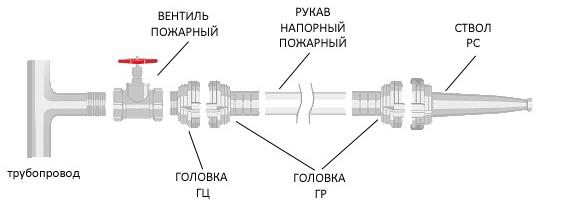 ВЕНТИЛЬ
ПОЖАРНЫЙ
РУКАВ
НАПОРНЫЙ
ПОЖАРНЫЙ
СТВОЛ
РС
трубопровод
ГОЛОВКА
ГЦ
ГОЛОВКА
ГР